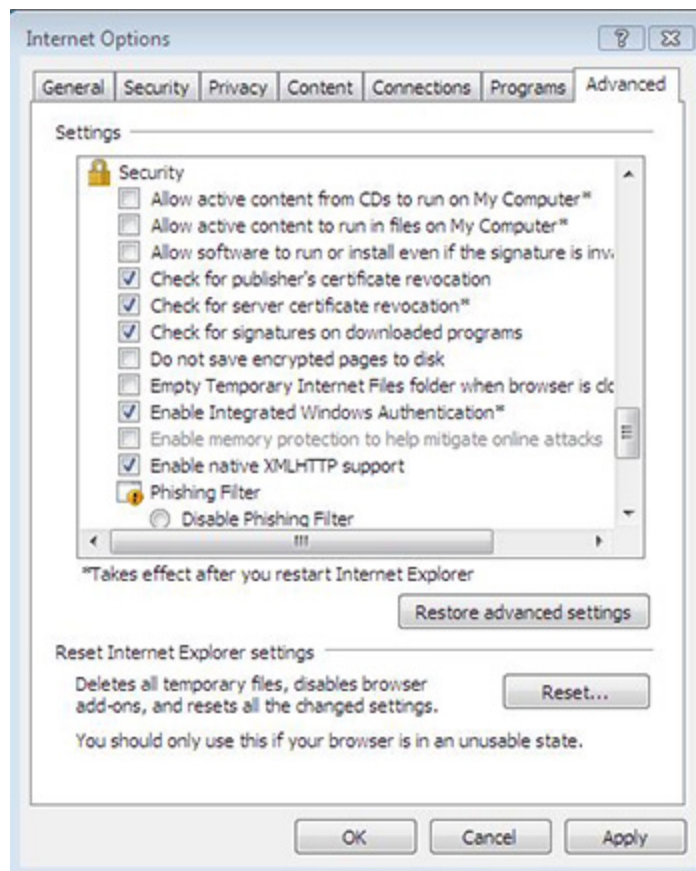 Internet Options
General Security Privacy Content Connections Programs Advanced
Settings
Security
Allow active content from CDs to run on My Computer*
Allow active content to run in files on My Computer*
Allow software to run or install even if the signature is
Check for publisher's certificate revocation
Check for server certificate revocation*
Check for signatures on downloaded programs
Do not save encrypted pages to disk
Empty Temporary Internet Files folder when browser is
Enable Integrated Windows Authentication*
Enable memory protection to help mitigate online attacks
Enable native XMLHTTP support
Phishing Filter
Disable Phishing Filter
*Takes effect after you restart Internet Explorer
Restore advanced settings
Reset Internet Explorer settings
Deletes all temporary files, disables browser
add-ons, and resets all the changed settings.
Reset...
You should only use this if your browser is in an unusable state.
OK Cancel Apply